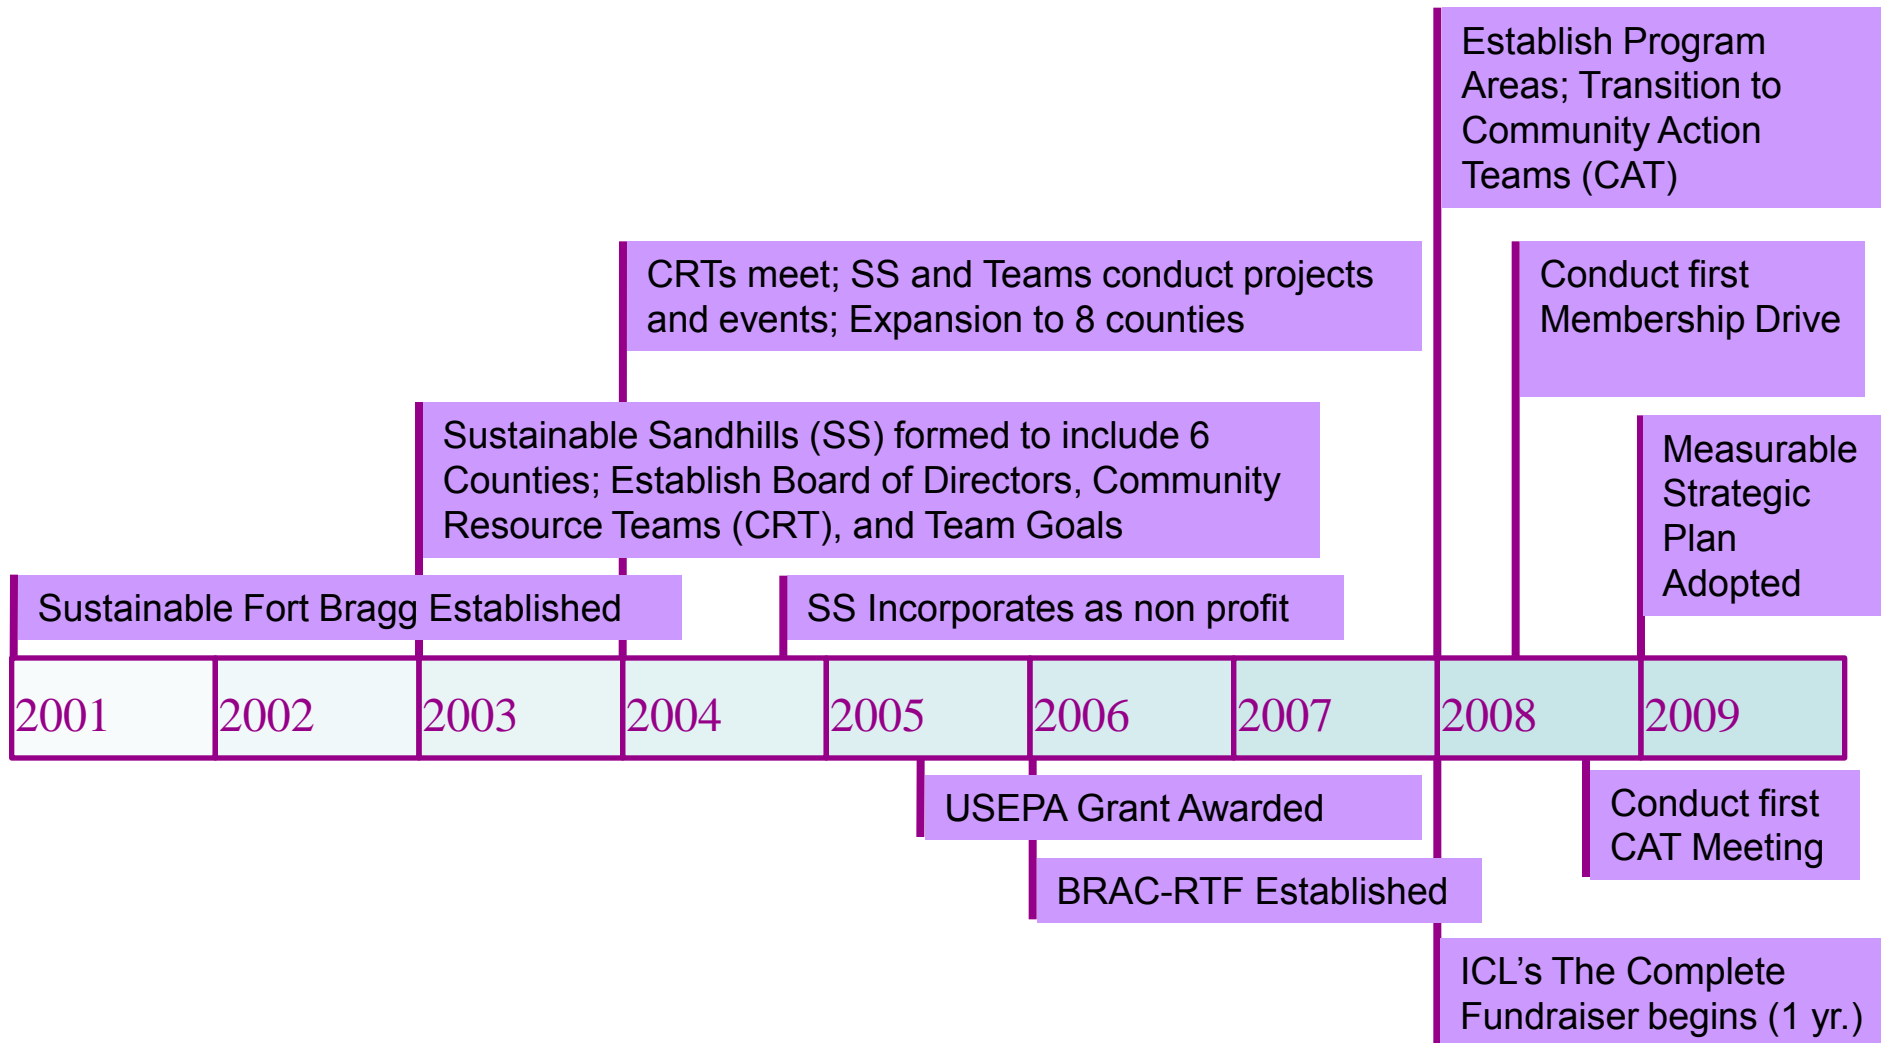 Establish Program
Areas; Transition to
Community Action
Teams (CAT)
CRTs meet; SS and Teams conduct projects
and events; Expansion to 8 counties
Conduct first
Membership Drive
Sustainable Sandhills (SS) formed to include 6
Counties; Establish Board of Directors, Community
Resource Teams (CRT), and Team Goals
Measurable
Strategic
Plan
Adopted
Sustainable Fort Bragg Established
SS Incorporates as non profit
2001 2002 2003 2004 2005 2006 2007 2008 2009
USEPA Grant Awarded
Conduct first
CAT Meeting
BRAC-RTF Established
ICL’s The Complete
Fundraiser begins (1 yr.)